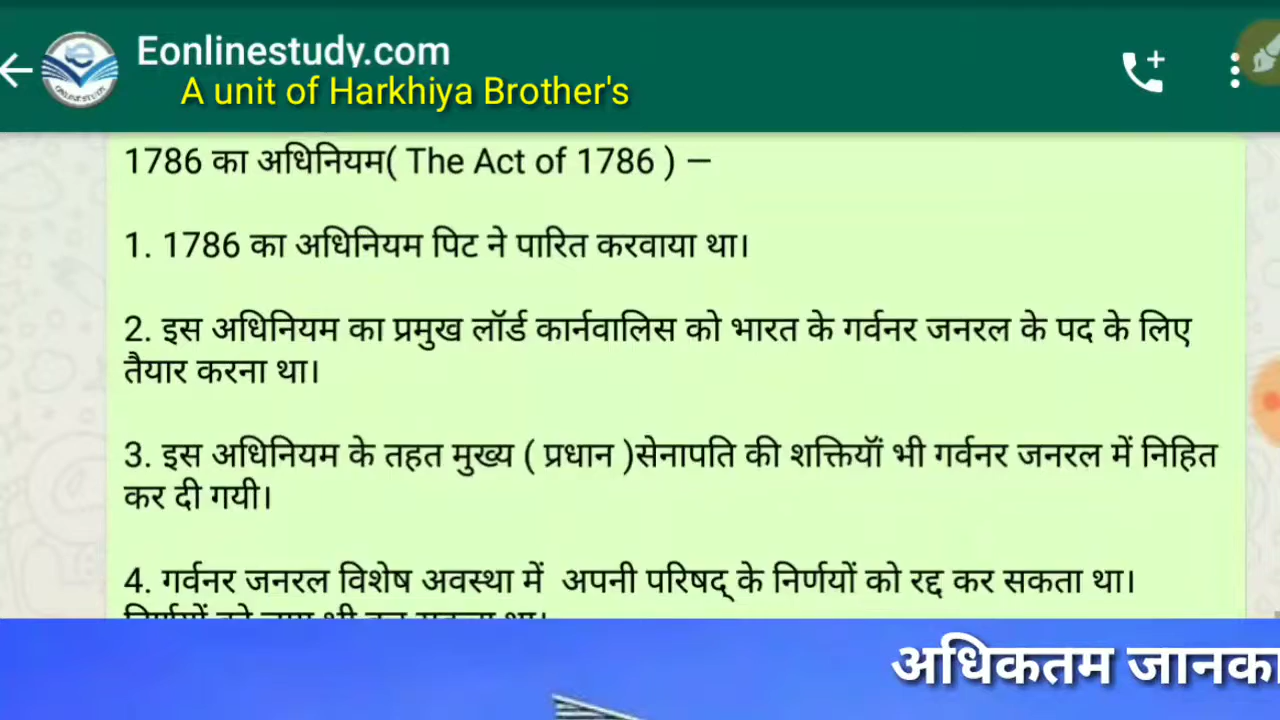 Eonlinestudy.com
A unit of Harkhiya Brother's
ONLINESTUDY
1786 का अधिनियम( The Act of 1786 ) –
1. 1786 का अधिनियम पिट ने पारित करवाया था।
2. इस अधिनियम का प्रमुख लॉर्ड कार्नवालिस को भारत के गर्वनर जनरल के पद के लिए
तैयार करना था।
3. इस अधिनियम के तहत मुख्य ( प्रधान )सेनापति की शक्तियॉं भी गर्वनर जनरल में निहित
कर दी गयी।
4. गर्वनर जनरल विशेष अवस्था में  अपनी परिषद् के निर्णयों को रद्द कर सकता था।
अधिकतम